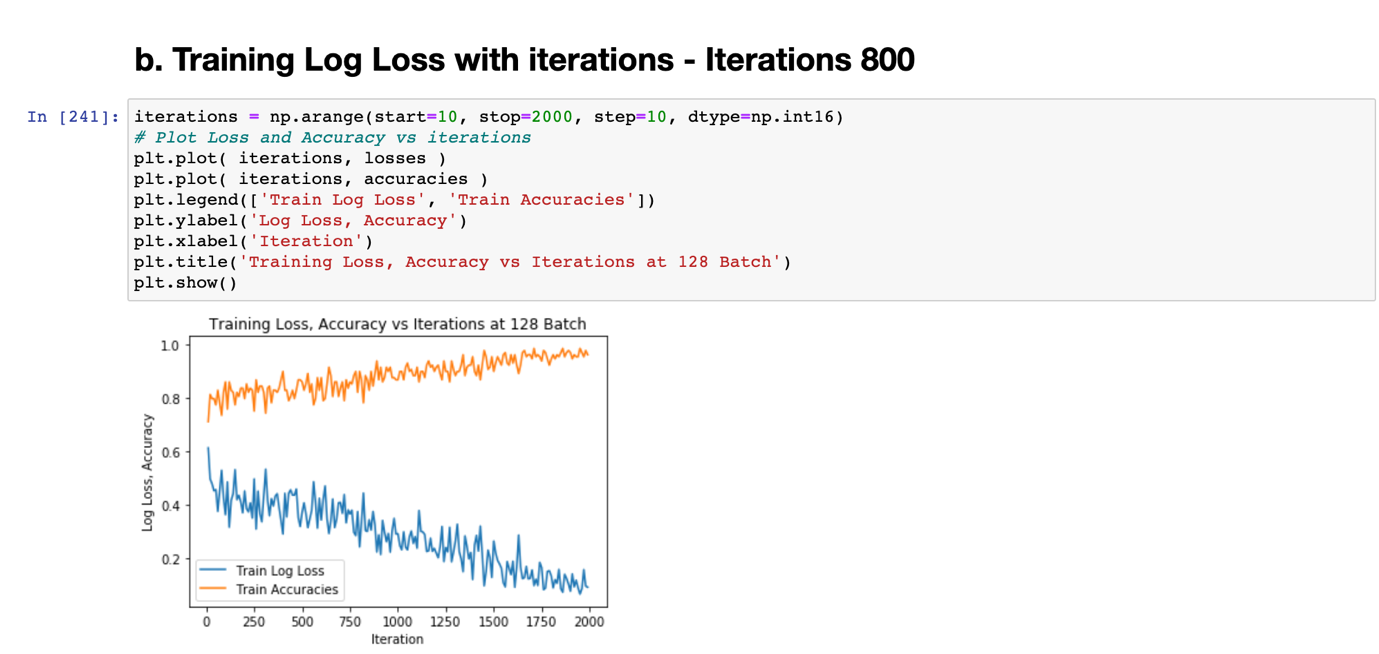 b. Training Log Loss with iterations - Iterations 800
In [241]:
iterations = np.arange(start=10, stop=2000, step=10, dtype=np.int16)
# Plot Loss and Accuracy vs iterations
plt.plot( iterations, losses )
plt.plot( iterations, accuracies )
plt.legend(['Train Log Loss', 'Train Accuracies'])
plt.ylabel('Log Loss, Accuracy')
plt.xlabel('Iteration')
plt.title('Training Loss, Accuracy vs Iterations at 128 Batch')
plt.show()
Training Loss, Accuracy vs Iterations at 128 Batch
Log Loss, Accuracy
1.0
0.8
0.6
0.4
0.2
Train Log Loss
Train Accuracies
0 250 500 750 1000 1250 1500 1750 2000
Iteration